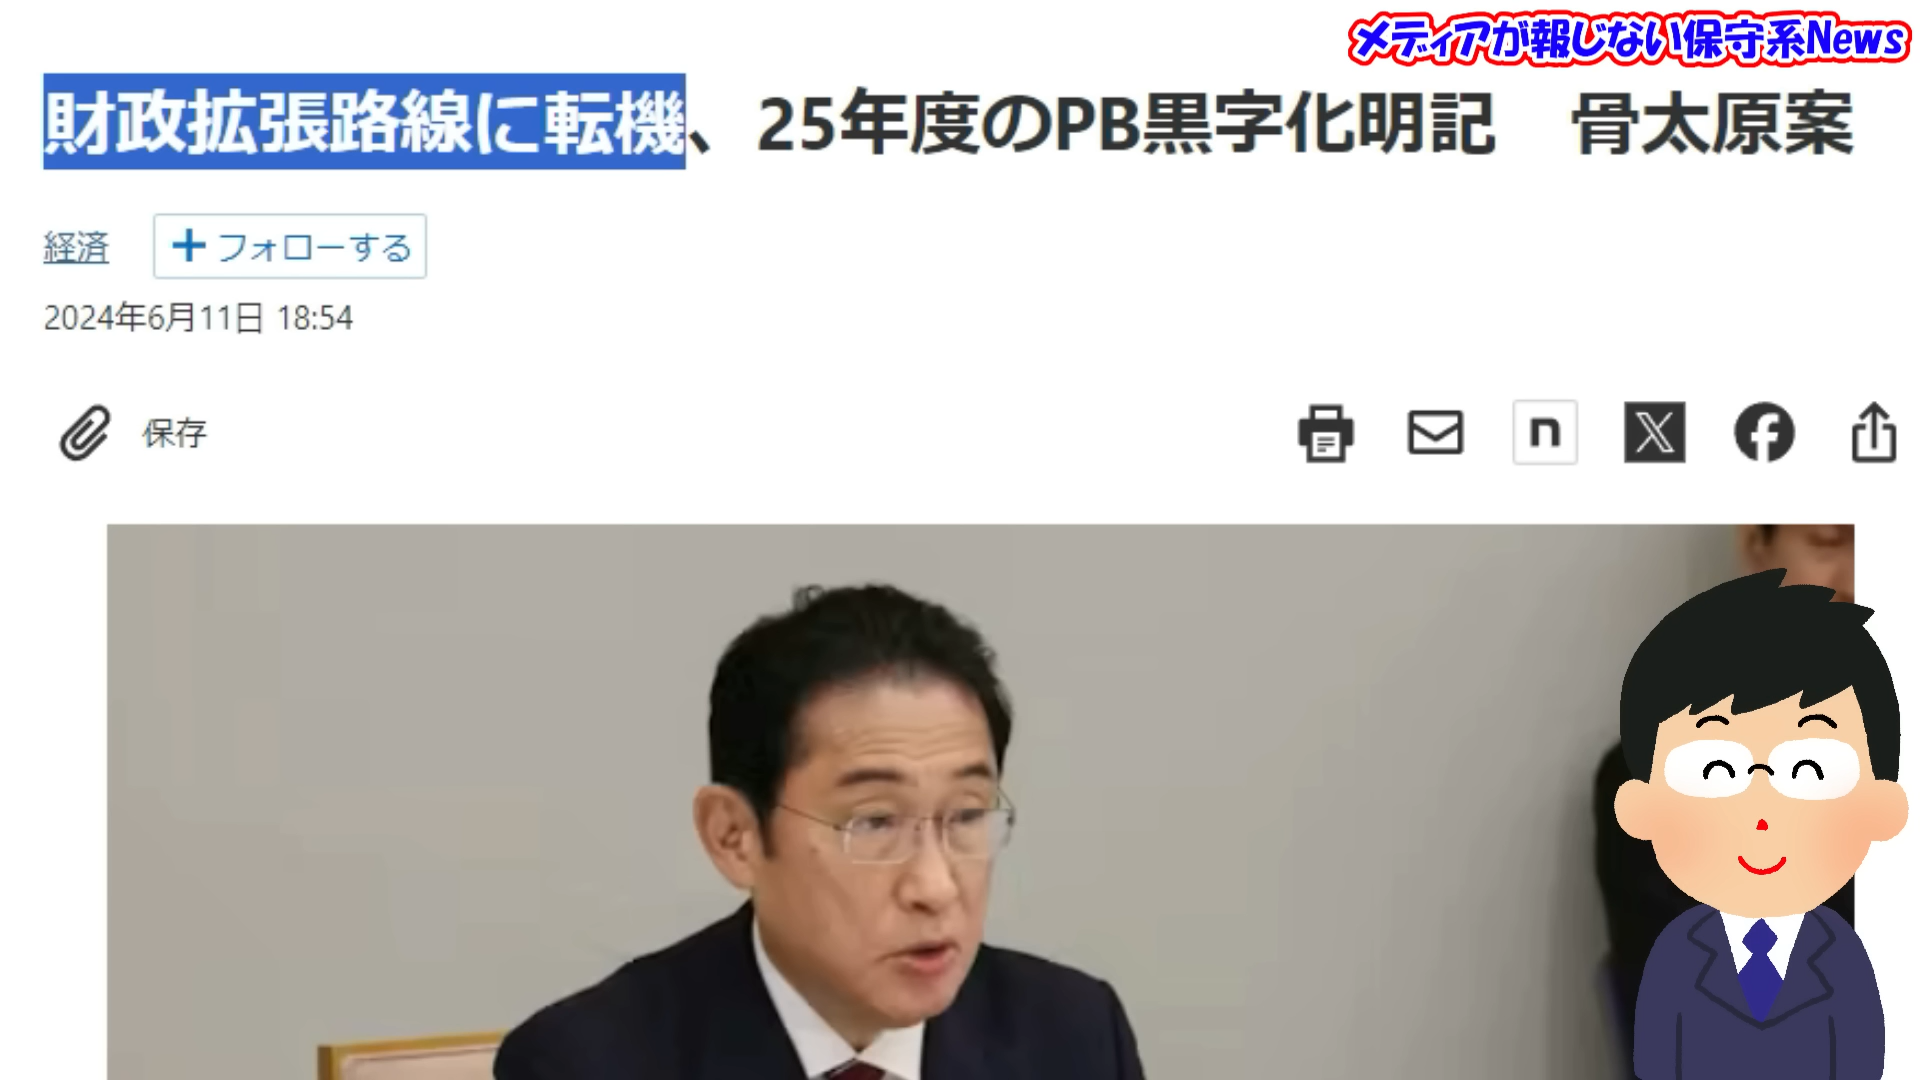 メディアが報じない保守系News
財政拡張路線に転機、25年度のPB黒字化明記　骨太原案
経済
+フォローする
2024年6月11日 18:54
保存
n
X
f